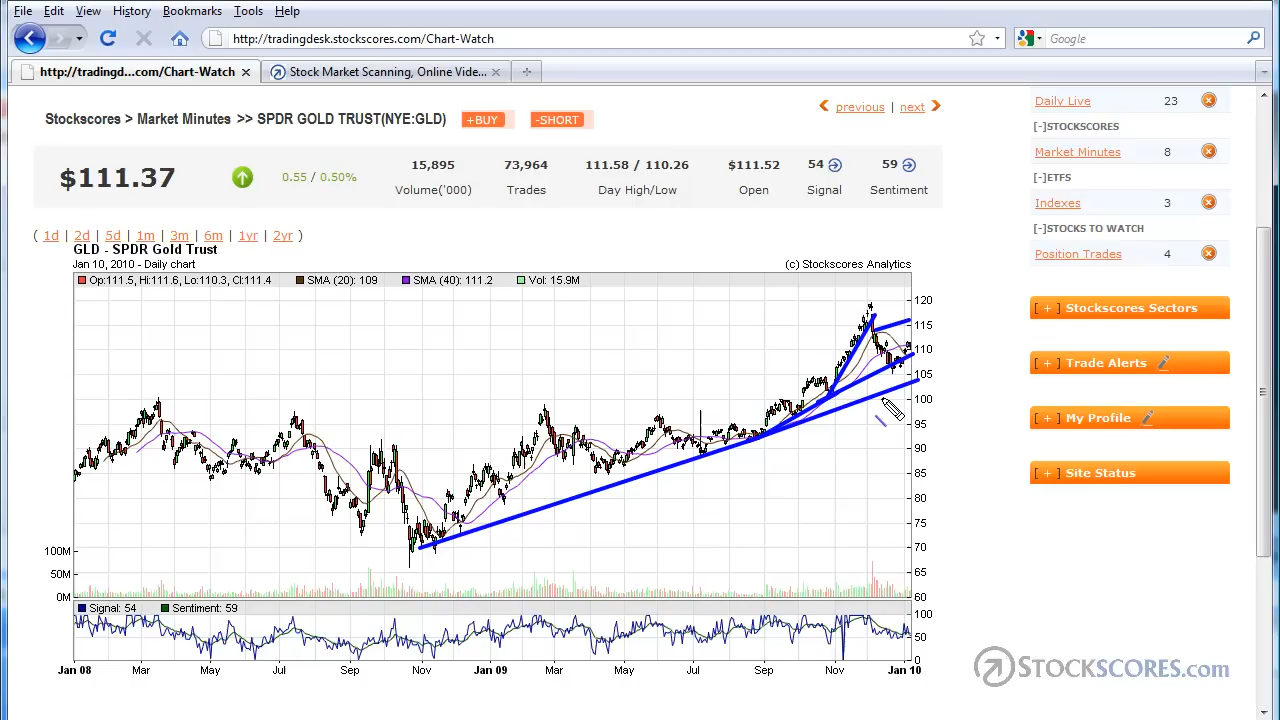 File Edit View History Bookmarks Tools Help
http://tradingdesk.stockscores.com/Chart-Watch
Google
http://tradingd...com/Chart-Watch
Stock Market Scanning, Online Vide...
previous | next
Stockscores > Market Minutes >> SPDR GOLD TRUST(NYE:GLD) +BUY -SHORT
$111.37 0.55 / 0.50%
15,895 73,964 111.58 / 110.26 $111.52 54 59
Volume('000) Trades Day High/Low Open Signal Sentiment
( 1d | 2d | 5d | 1m | 3m | 6m | 1yr | 2yr )
GLD - SPDR Gold Trust
Jan 10, 2010 - Daily chart (c) Stockscores Analytics
Op:111.5, Hi:111.6, Lo:110.3, Cl:111.4 SMA (20): 109 SMA (40): 111.2 Vol: 15.9M
120
115
110
105
100
95
90
85
80
75
70
65
60
100M
50M
0M
Signal: 54 Sentiment: 59
100
50
0
Jan 08 Mar May Jul Sep Nov Jan 09 Mar May Jul Sep Nov Jan 10
Daily Live 23
[-]STOCKSCORES
Market Minutes 8
[-]ETFS
Indexes 3
[-]STOCKS TO WATCH
Position Trades 4
[ + ] Stockscores Sectors
[ + ] Trade Alerts
[ + ] My Profile
[ + ] Site Status
STOCKSCORES.com